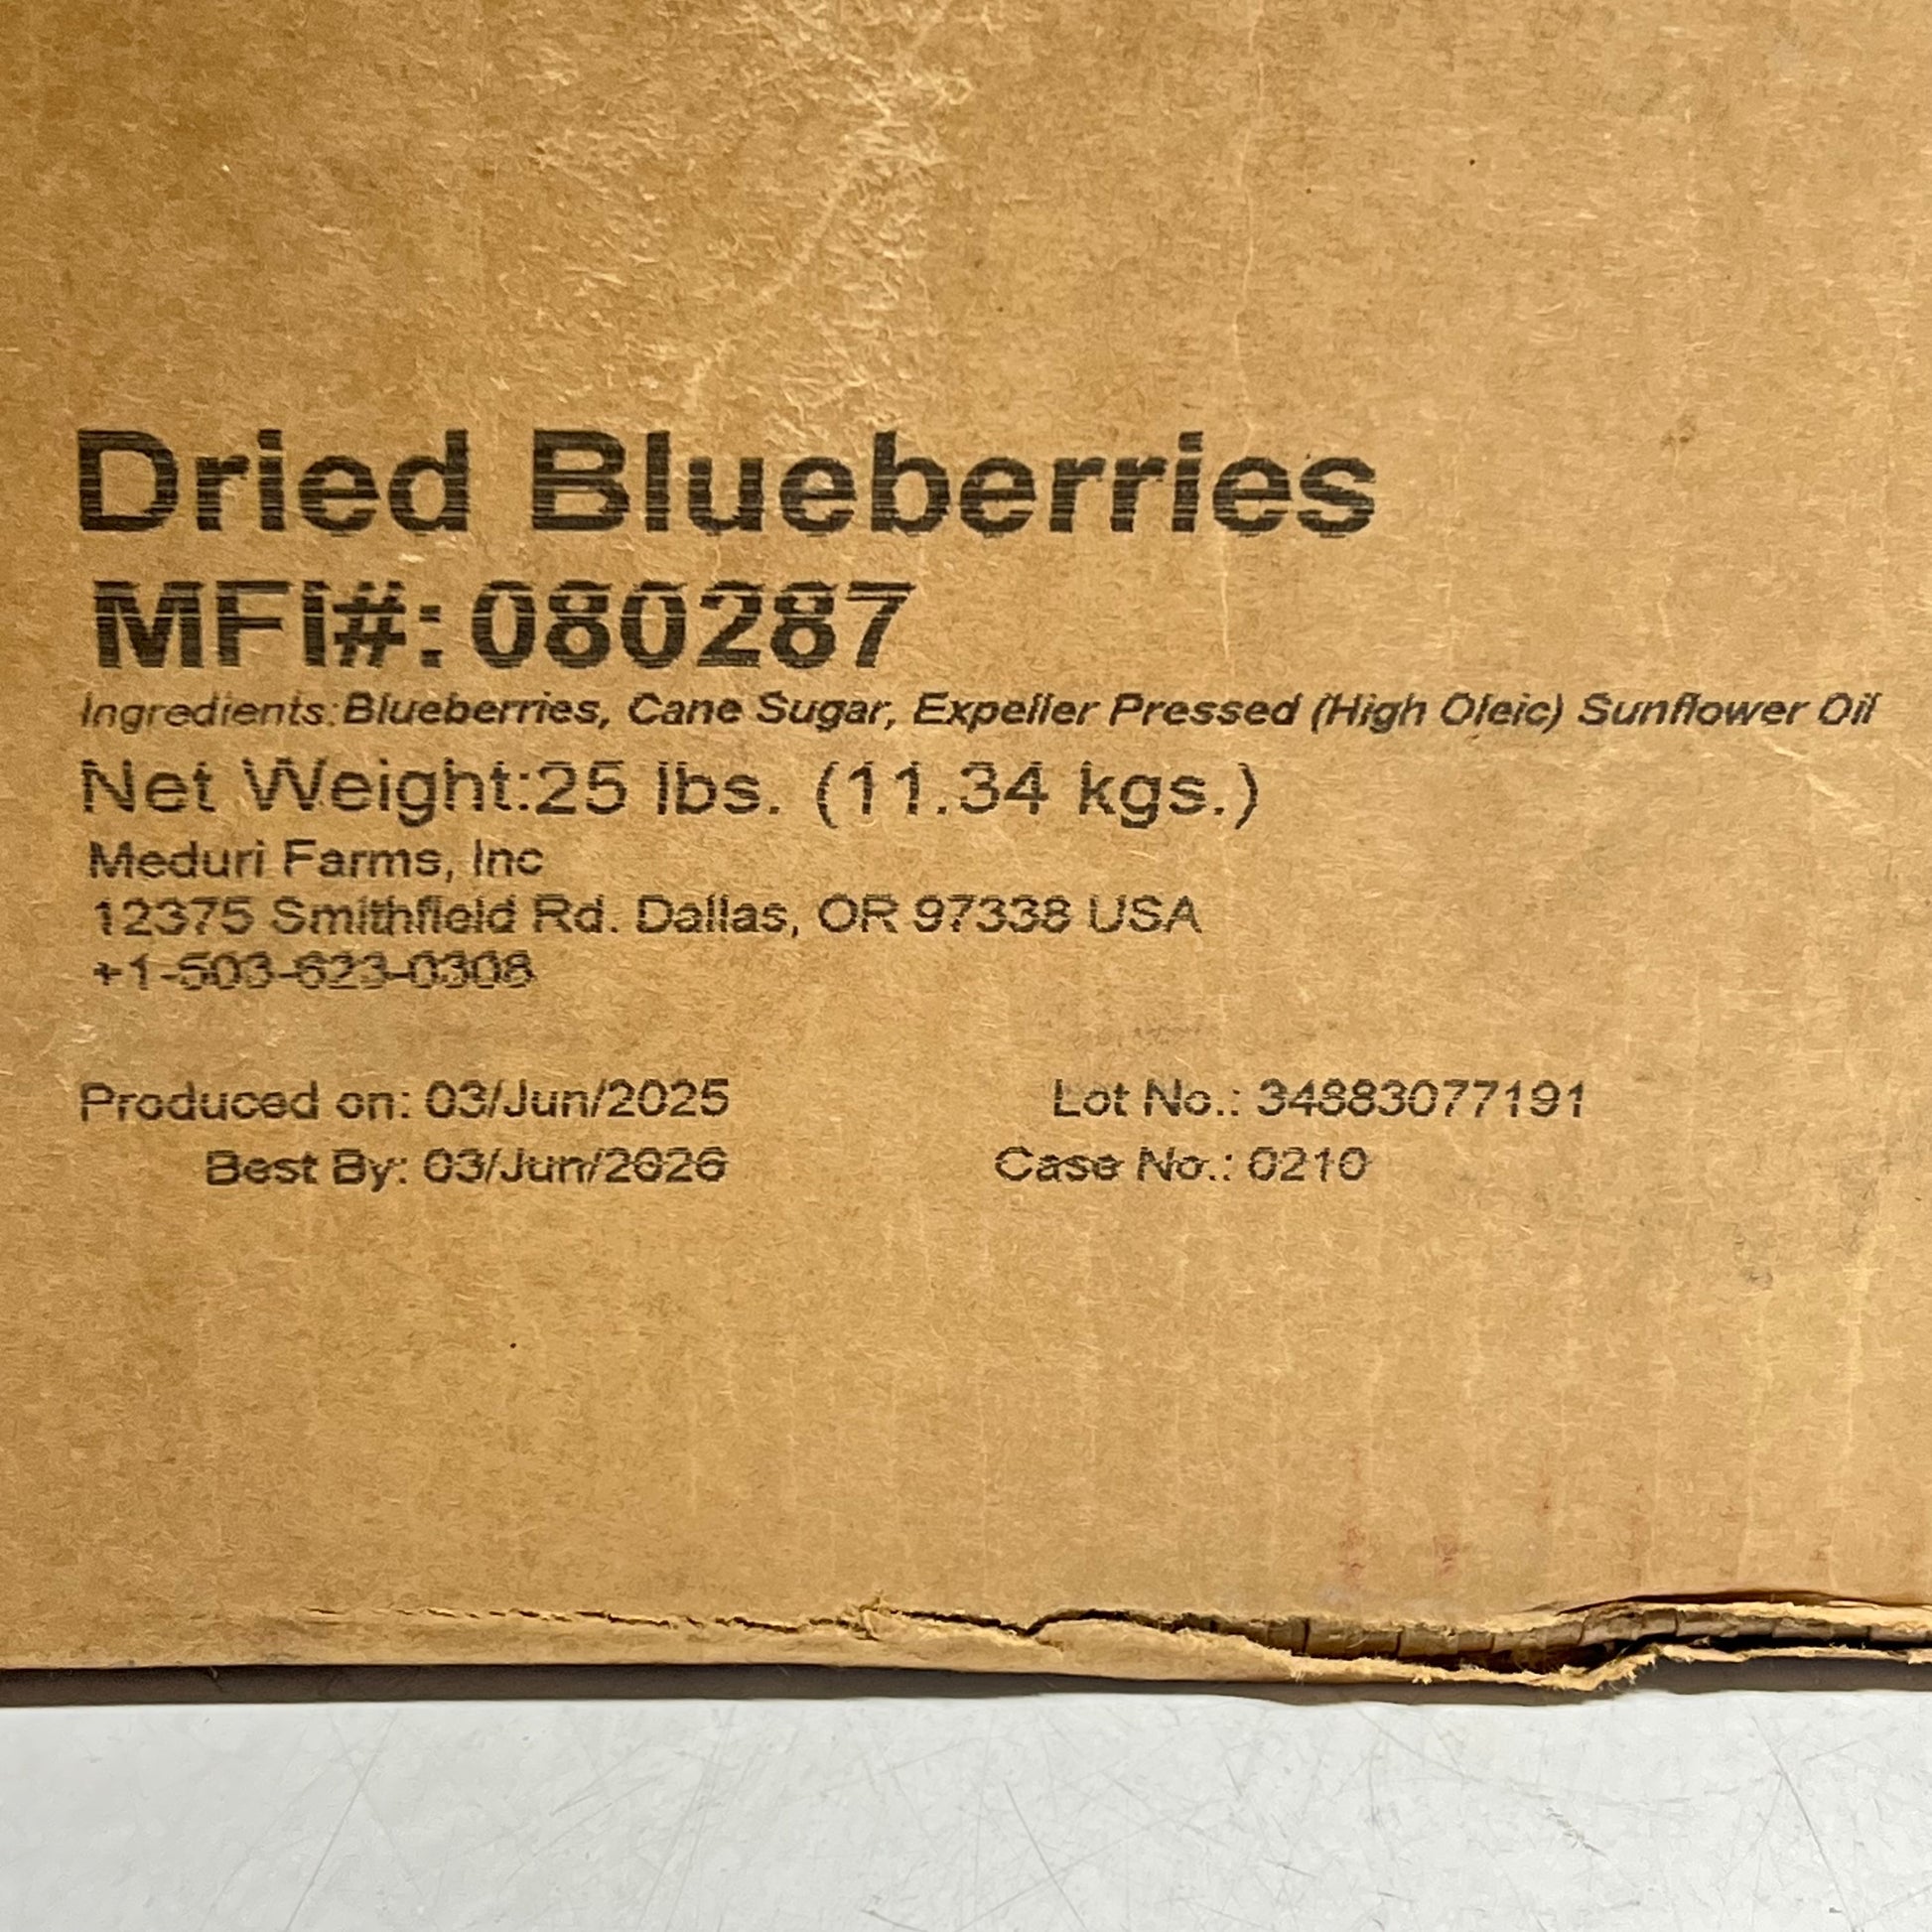 Dried Blueberries
MFI#: 080287
Ingredients: Blueberries, Cane Sugar, Expeller Pressed (High Oleic) Sunflower Oil
Net Weight:25 lbs. (11.34 kgs.)
Meduri Farms, Inc
12375 Smithfield Rd. Dallas, OR 97338 USA
+1-503-623-0308
Produced on: 03/Jun/2025 Lot No.: 34883077191
Best By: 03/Jun/2026 Case No.: 0210